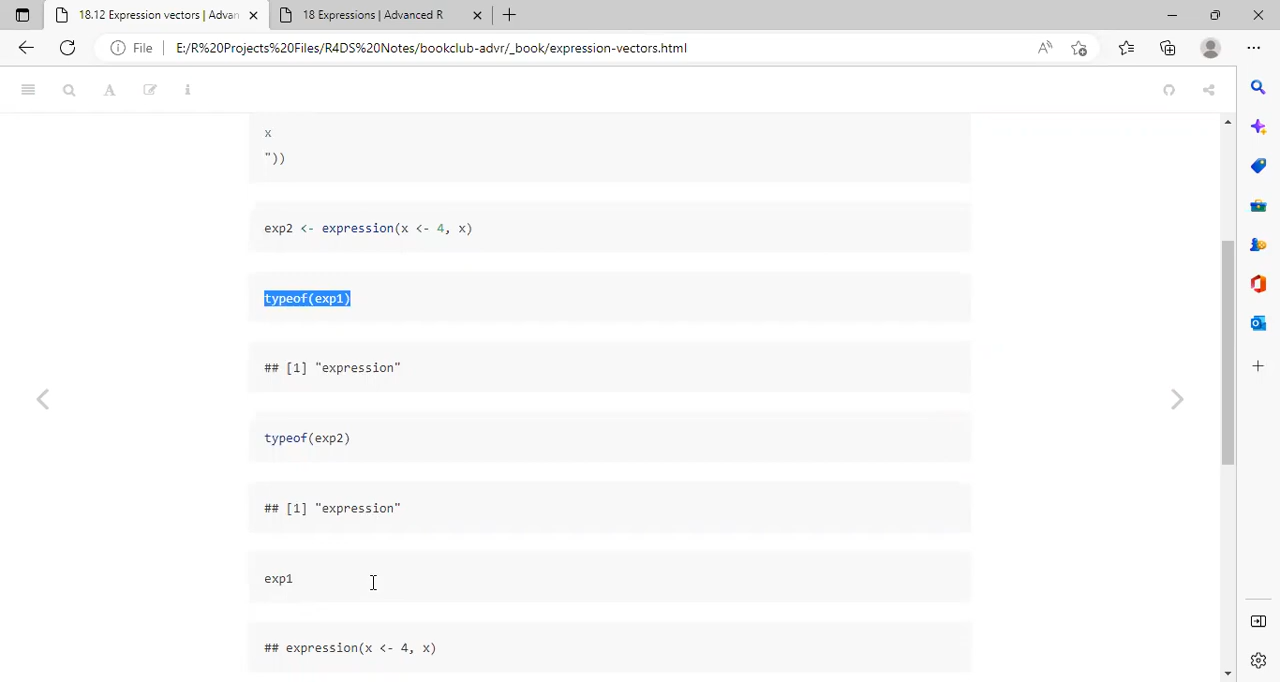 18.12 Expression vectors | Advan
18 Expressions | Advanced R
File
E:/R%20Projects%20Files/R4DS%20Notes/bookclub-advr/_book/expression-vectors.html
x
"))
exp2 <- expression(x <- 4, x)
typeof(exp1)
## [1] "expression"
typeof(exp2)
## [1] "expression"
exp1
## expression(x <- 4, x)